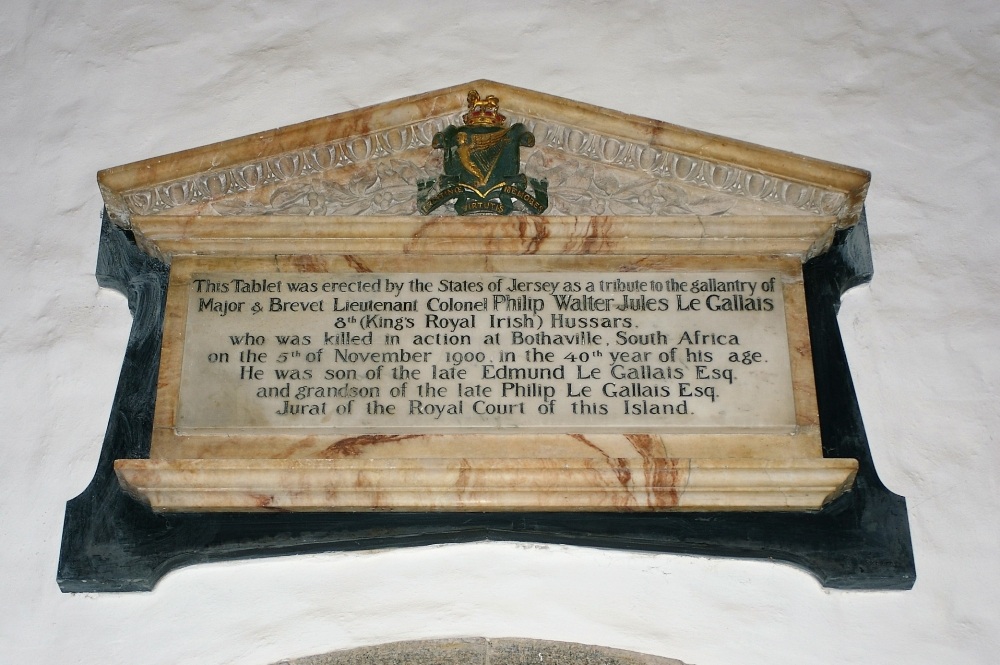 PRISTINÆ VIRTUTIS MEMORES
This Tablet was erected by the States of Jersey as a tribute to the gallantry of
Major & Brevet Lieutenant Colonel Philip Walter Jules Le Gallais
8th (King's Royal Irish) Hussars.
who was killed in action at Bothaville, South Africa
on the 5th of November 1900, in the 40th year of his age.
He was son of the late Edmund Le Gallais Esq.
and grandson of the late Philip Le Gallais Esq.
Jurat of the Royal Court of this Island.